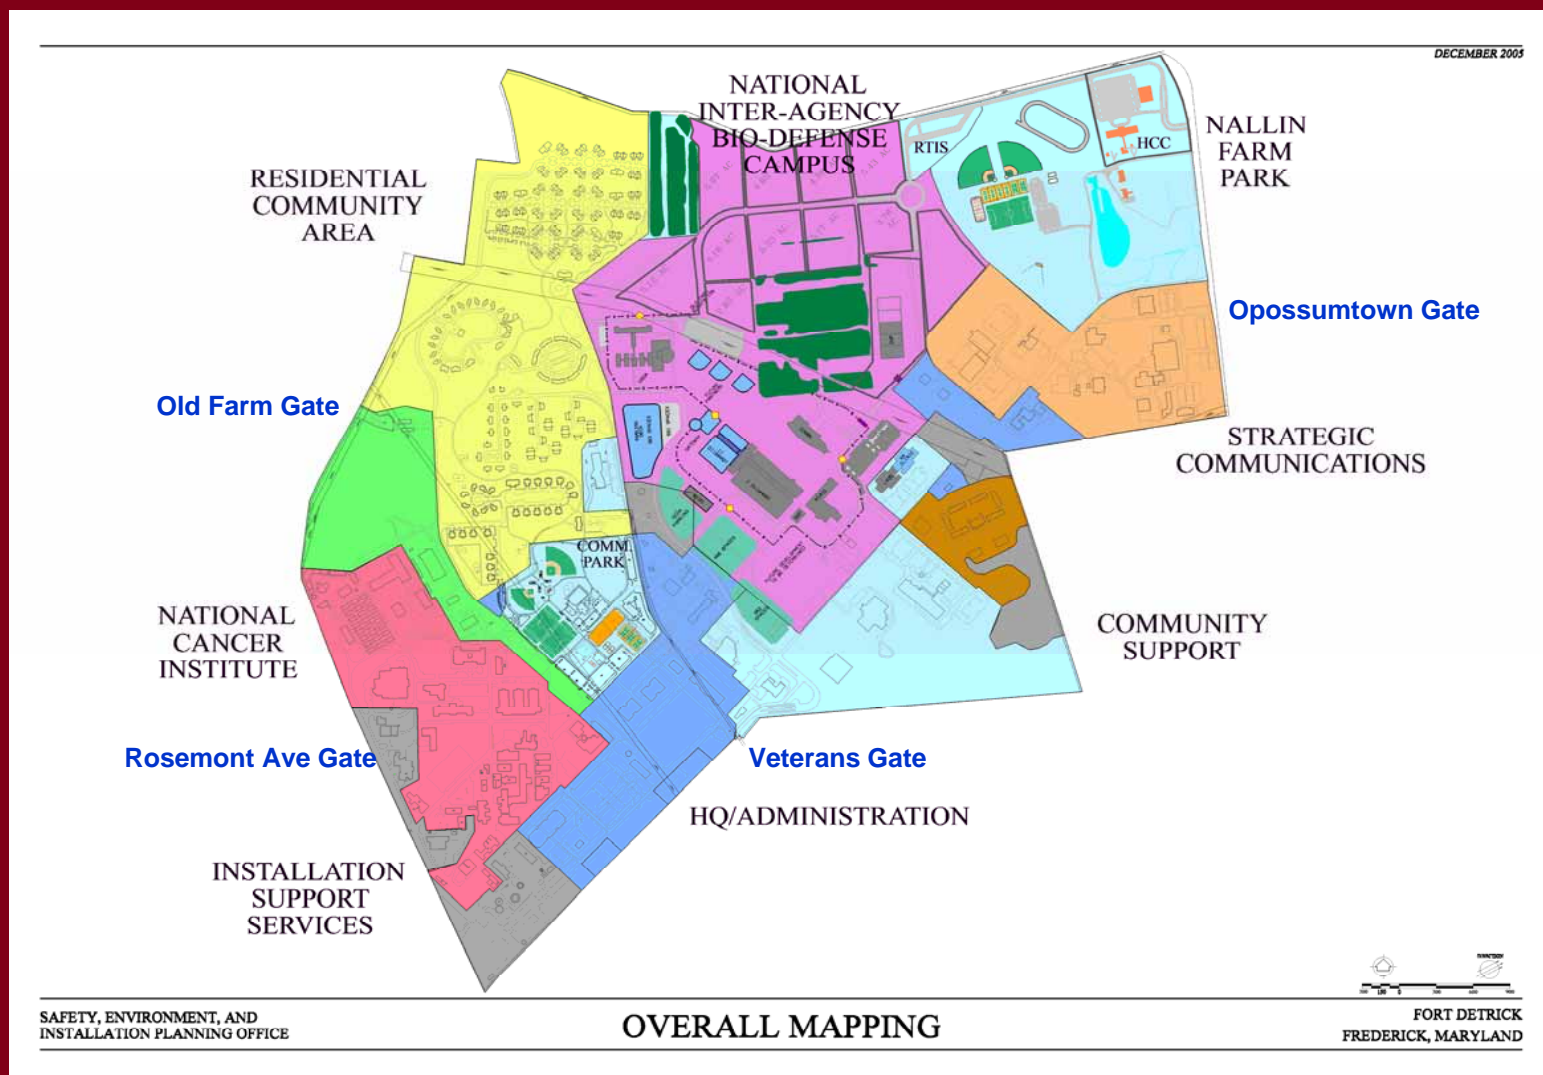 DECEMBER 2005
NATIONAL
INTER-AGENCY
BIO-DEFENSE
CAMPUS
RTIS
HCC
NALLIN
FARM
PARK
RESIDENTIAL
COMMUNITY
AREA
Opossumtown Gate
Old Farm Gate
STRATEGIC
COMMUNICATIONS
COMM.
PARK
NATIONAL
CANCER
INSTITUTE
COMMUNITY
SUPPORT
Rosemont Ave Gate
Veterans Gate
HQ/ADMINISTRATION
INSTALLATION
SUPPORT
SERVICES
SAFETY, ENVIRONMENT, AND
INSTALLATION PLANNING OFFICE
OVERALL MAPPING
FORT DETRICK
FREDERICK, MARYLAND